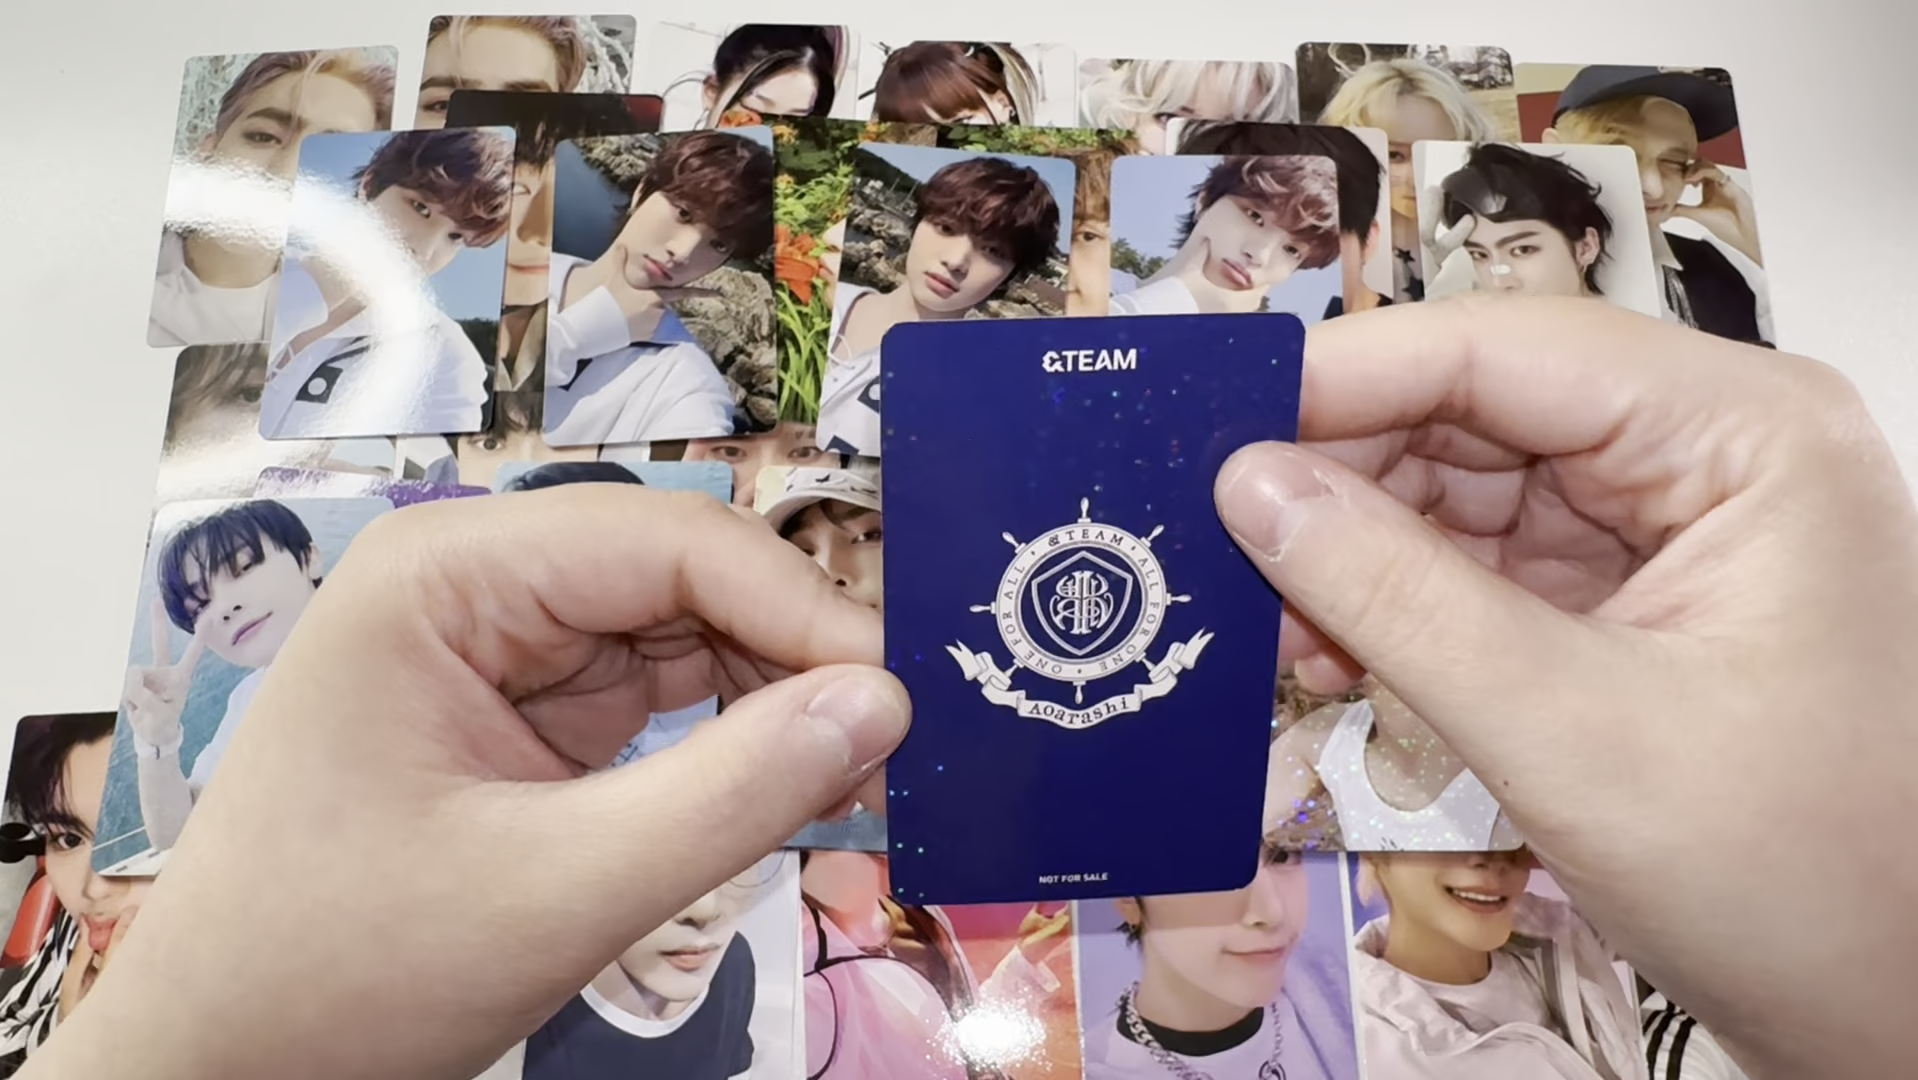 &TEAM
&TEAM • ALL FOR ONE • ONE FOR ALL •
Aoarashi
NOT FOR SALE